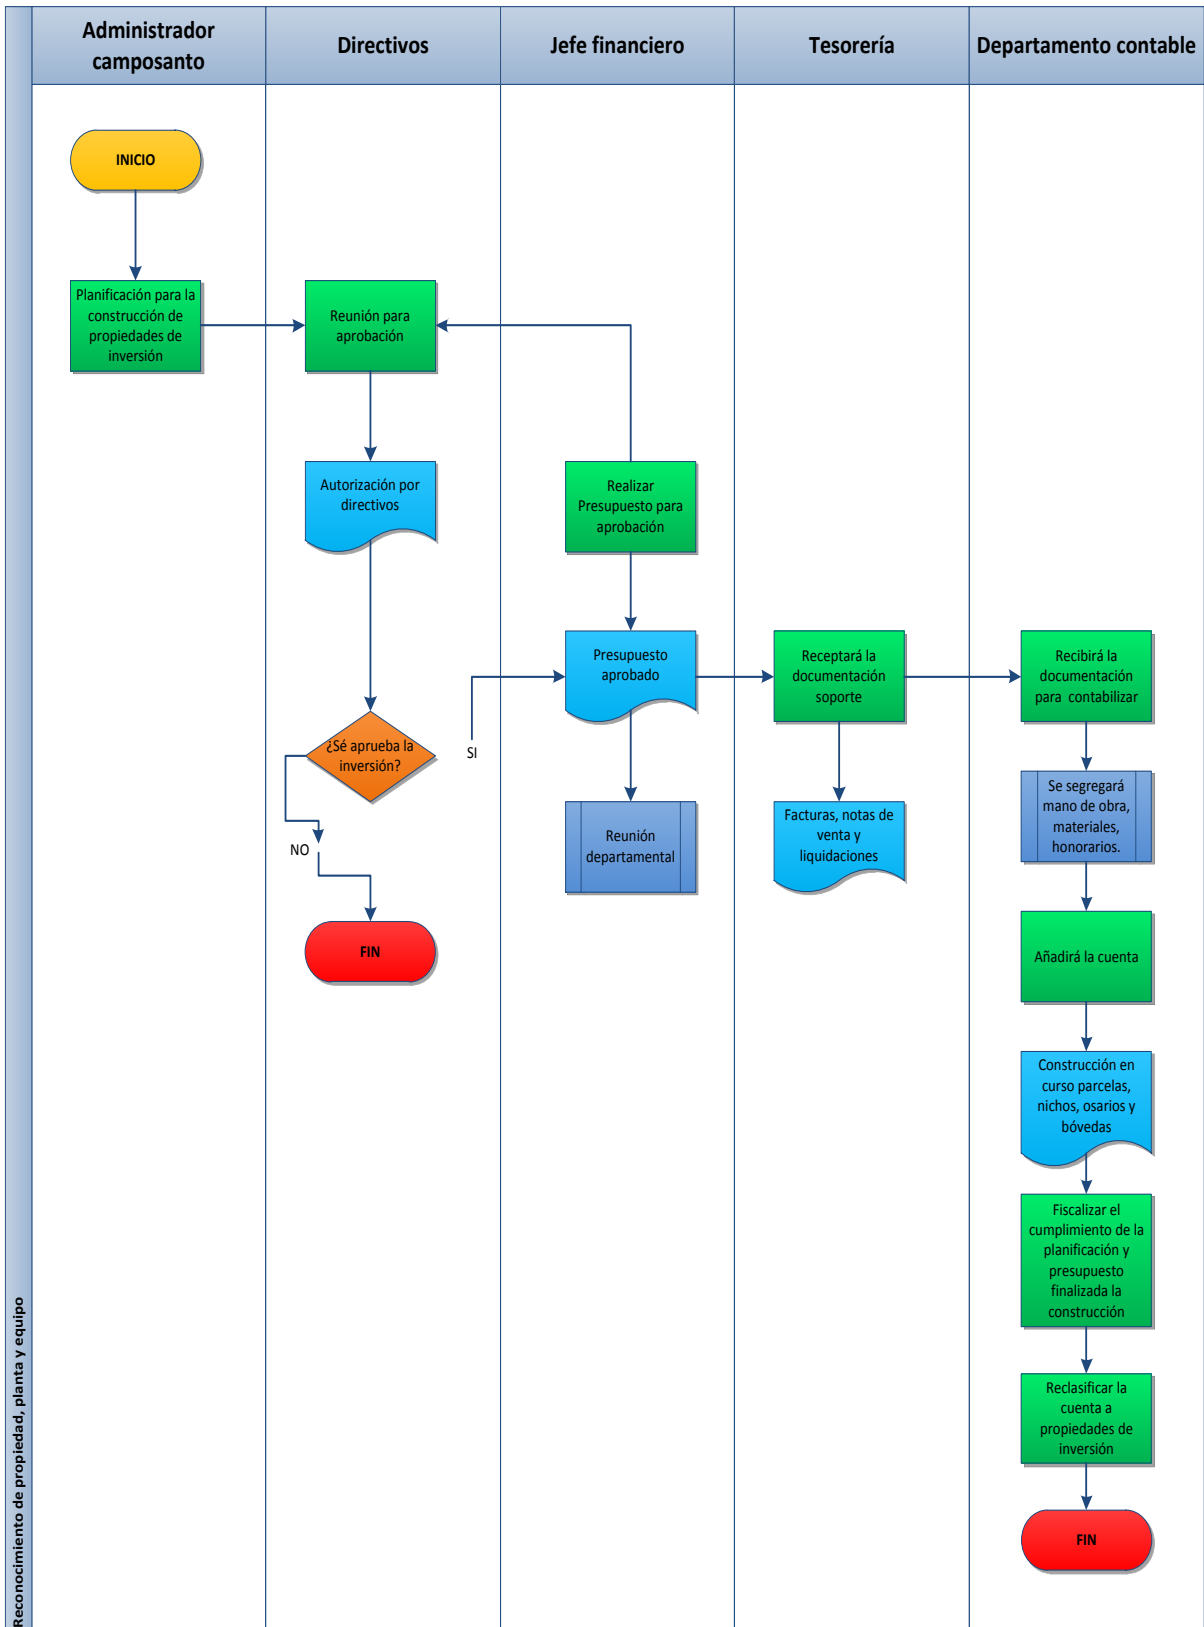 Administrador
camposanto
Directivos
Jefe financiero
Tesorería
Departamento contable
Reconocimiento de propiedad, planta y equipo
INICIO
Planificación para la
construcción de
propiedades de
inversión
Reunión para
aprobación
Autorización por
directivos
¿Sé aprueba la
inversión?
NO
FIN
SI
Realizar
Presupuesto para
aprobación
Presupuesto
aprobado
Reunión
departamental
Receptará la
documentación
soporte
Facturas, notas de
venta y
liquidaciones
Recibirá la
documentación
para contabilizar
Se segregará
mano de obra,
materiales,
honorarios.
Añadirá la cuenta
Construcción en
curso parcelas,
nichos, osarios y
bóvedas
Fiscalizar el
cumplimiento de la
planificación y
presupuesto
finalizada la
construcción
Reclasificar la
cuenta a
propiedades de
inversión
FIN